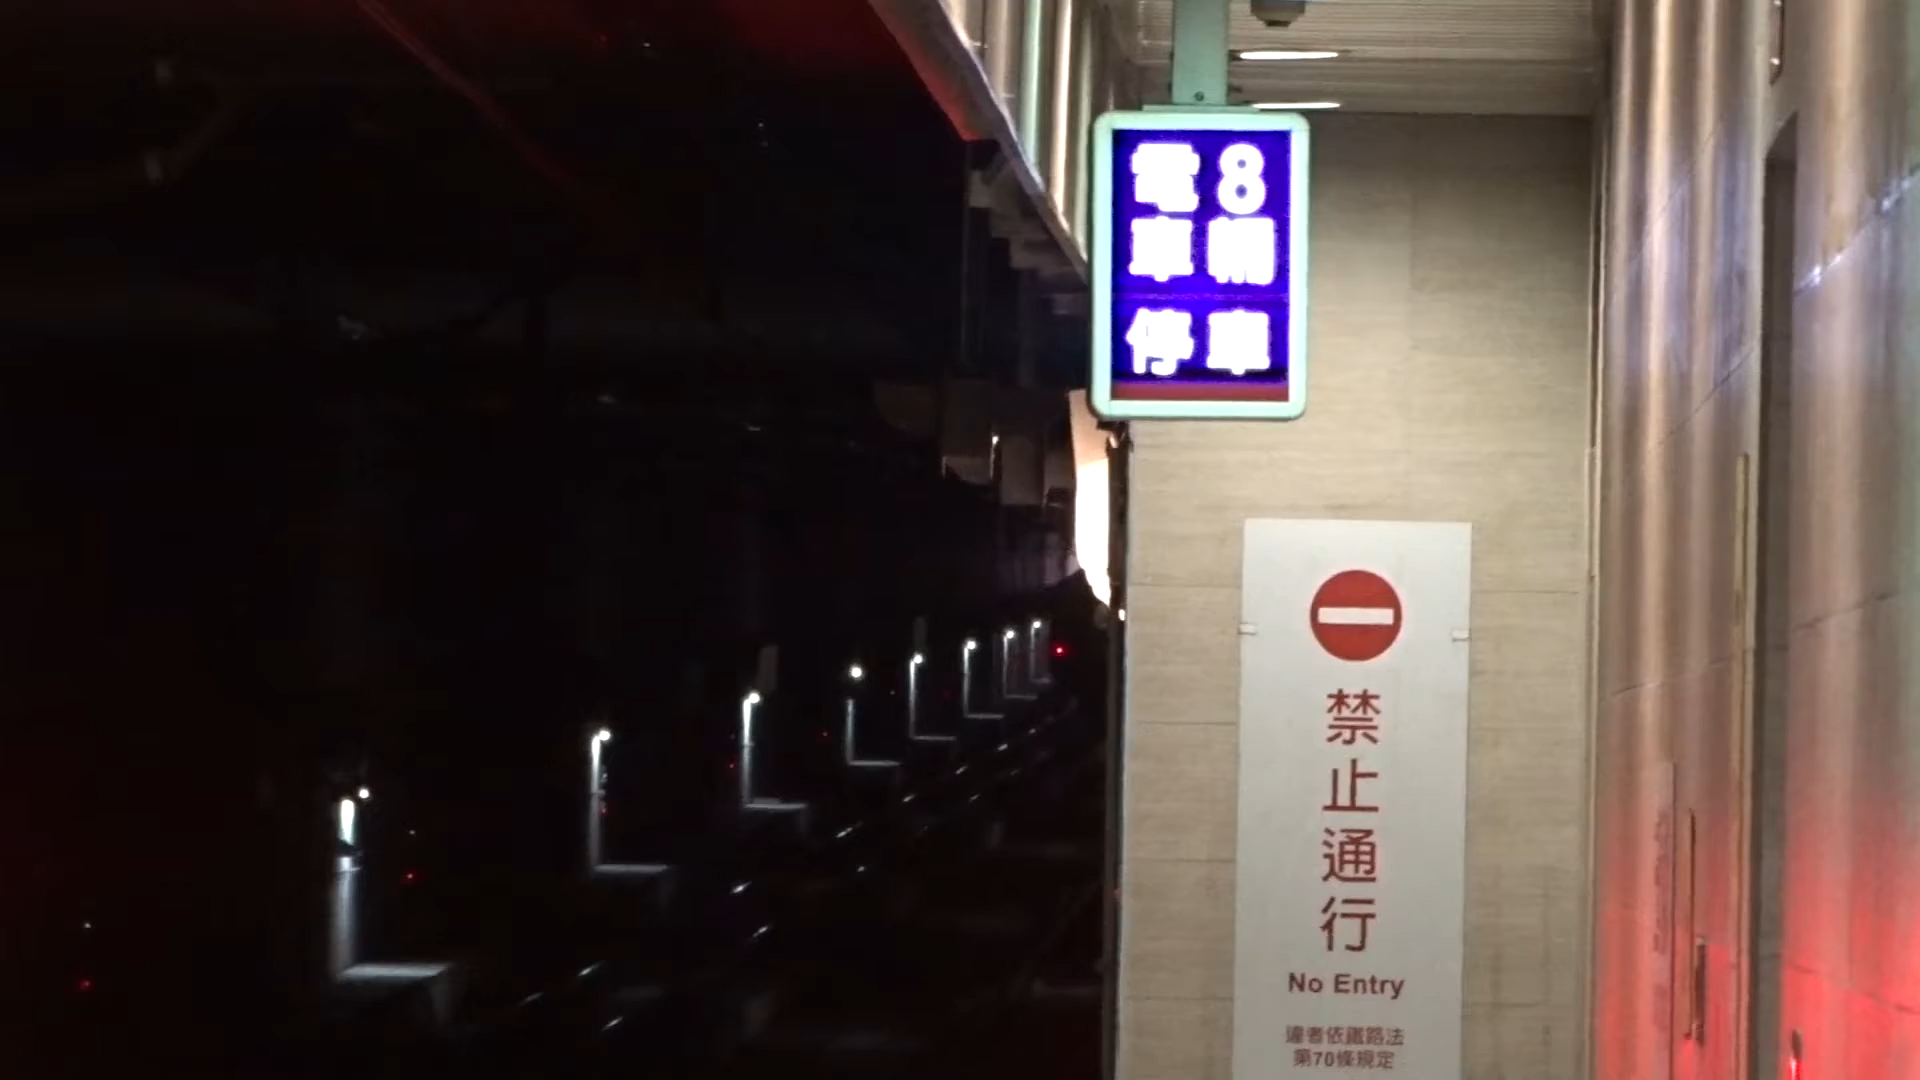 電 8
車 輛
停 車
禁
止
通
行
No Entry
違者依鐵路法
第70條規定